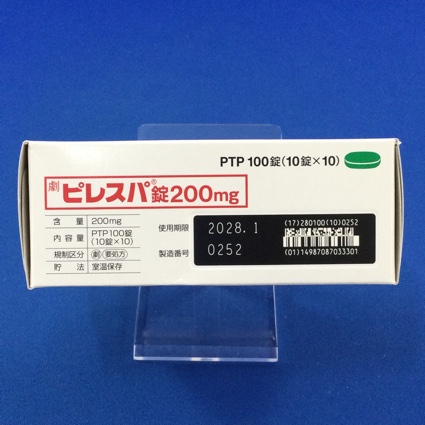 PTP 100錠(10錠×10)
劇 ピレスパ®錠200mg
含 量 200mg
内 容 量 PTP100錠
(10錠×10)
規制区分 劇 要処方
貯 法 室温保存
使用期限 2028.1
製造番号 0252
(17)280100(10)0252
(01)14987087033301